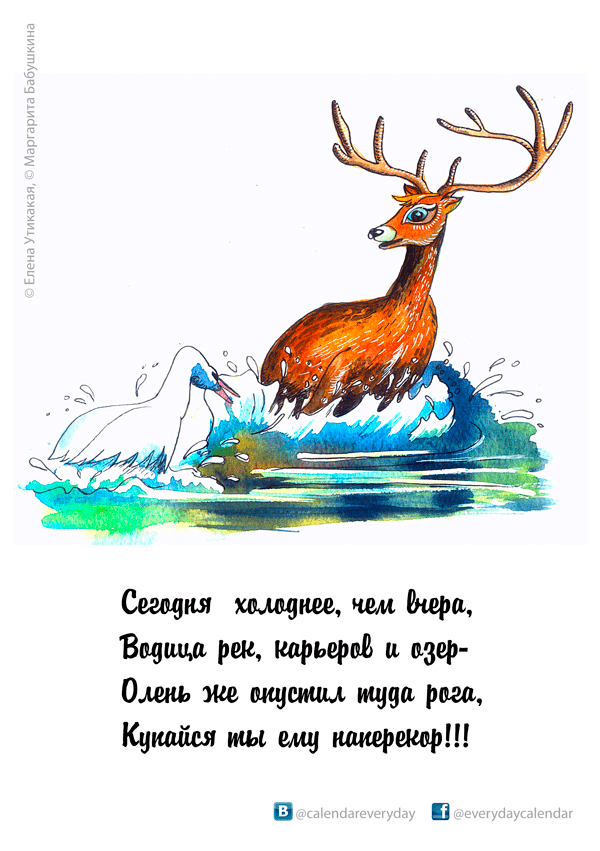 © Елена Утикакая, © Маргарита Бабушкина
Сегодня холоднее, чем вчера,
Водица рек, карьеров и озер-
Олень же опустил туда рога,
Купайся ты ему наперекор!!!
B @calendareveryday f @everydaycalendar